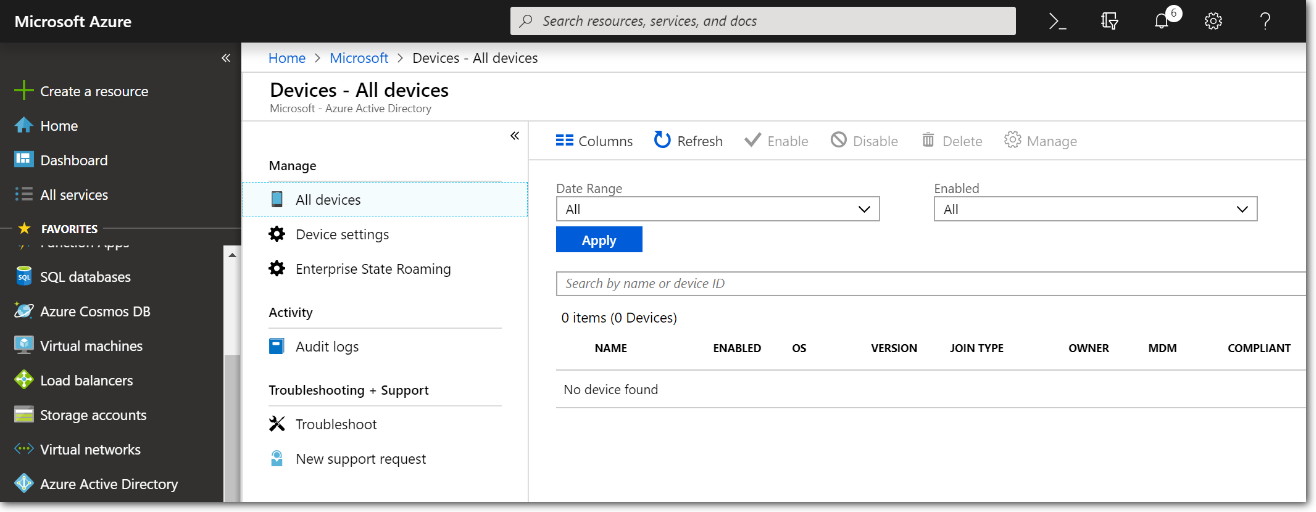 Microsoft Azure
Search resources, services, and docs
6
Home > Microsoft > Devices - All devices
Create a resource
Home
Dashboard
All services
FAVORITES
Function Apps
SQL databases
Azure Cosmos DB
Virtual machines
Load balancers
Storage accounts
Virtual networks
Azure Active Directory
Devices - All devices
Microsoft - Azure Active Directory
Manage
All devices
Device settings
Enterprise State Roaming
Activity
Audit logs
Troubleshooting + Support
Troubleshoot
New support request
Columns Refresh Enable Disable Delete Manage
Date Range Enabled
All All
Apply
Search by name or device ID
0 items (0 Devices)
NAME ENABLED OS VERSION JOIN TYPE OWNER MDM COMPLIANT
No device found